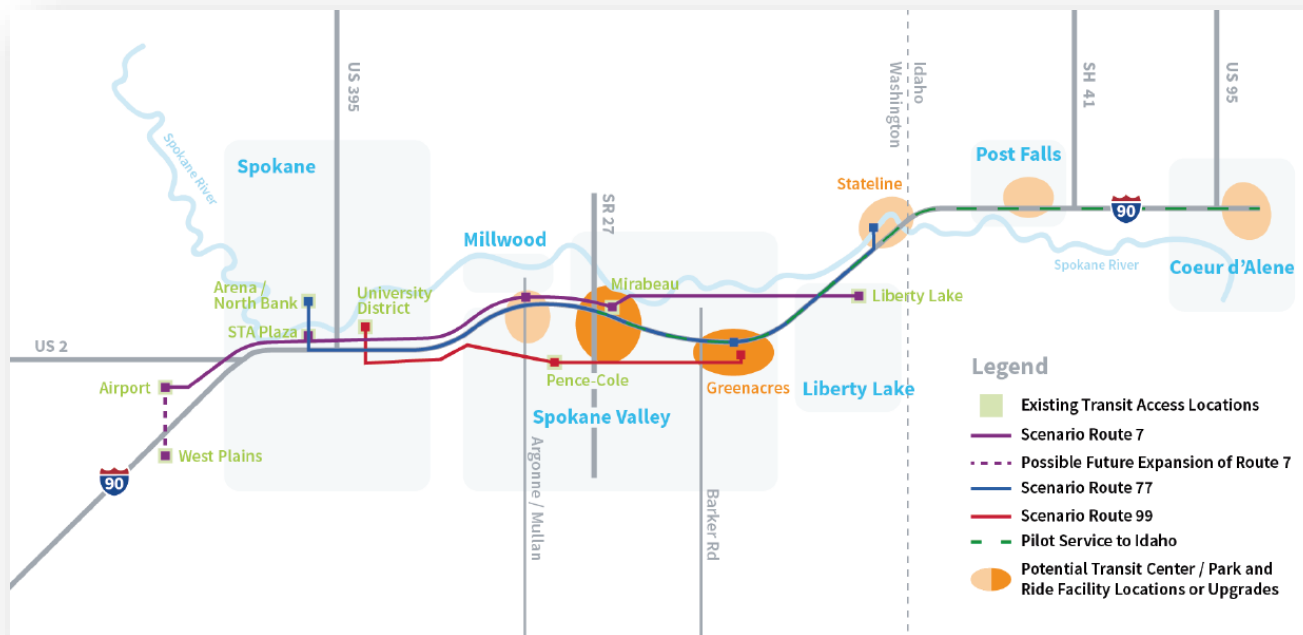 US 395
Idaho
Washington
SH 41
US 95
Spokane River
Spokane
Post Falls
Stateline
SR 27
90
Millwood
Spokane River
Coeur d'Alene
Arena /
North Bank
University
District
Mirabeau
Liberty Lake
STA Plaza
US 2
Airport
Pence-Cole
Greenacres
Liberty Lake
Spokane Valley
West Plains
90
Argonne / Mullan
Barker Rd
Legend
Existing Transit Access Locations
Scenario Route 7
Possible Future Expansion of Route 7
Scenario Route 77
Scenario Route 99
Pilot Service to Idaho
Potential Transit Center / Park and
Ride Facility Locations or Upgrades